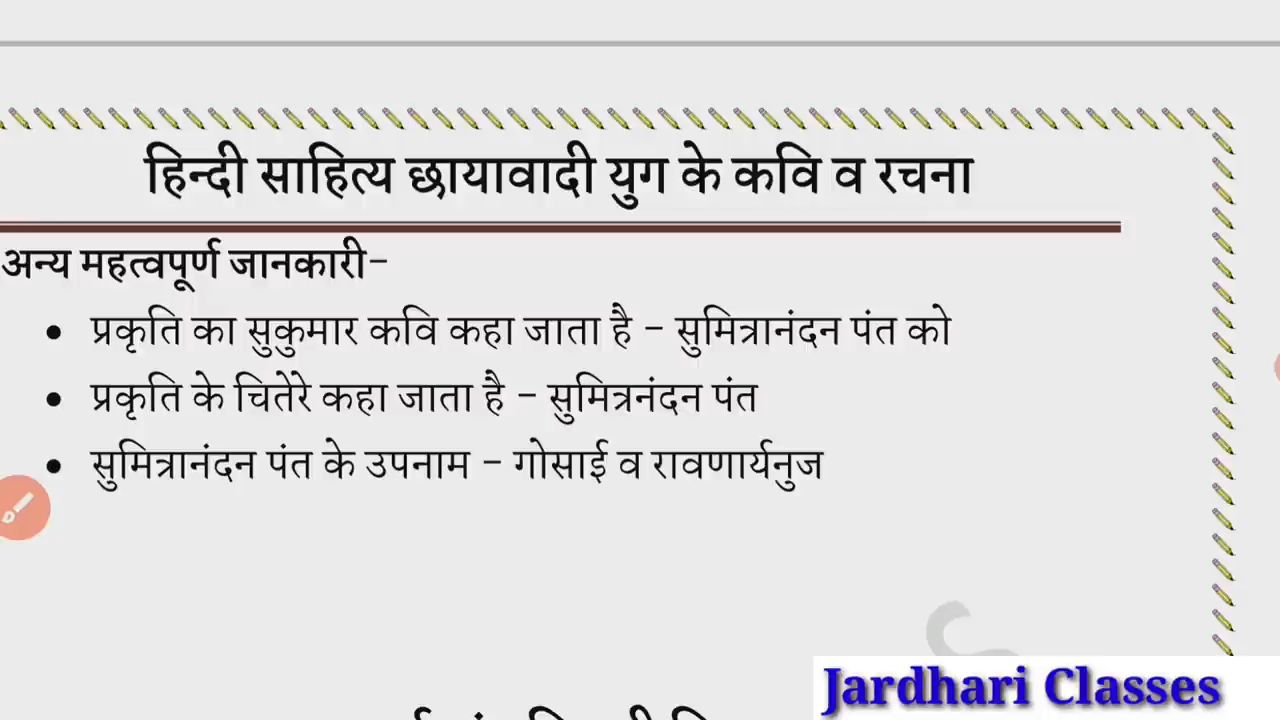 हिन्दी साहित्य छायावादी युग के कवि व रचना
अन्य महत्वपूर्ण जानकारी-
• प्रकृति का सुकुमार कवि कहा जाता है - सुमित्रानंदन पंत को
• प्रकृति के चितेरे कहा जाता है - सुमित्रनंदन पंत
• सुमित्रानंदन पंत के उपनाम - गोसाई व रावणार्यनुज
Jardhari Classes